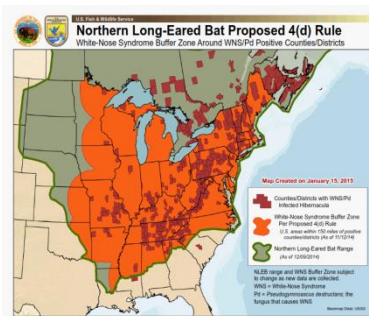 U.S. Fish & Wildlife Service
Northern Long-Eared Bat Proposed 4(d) Rule
White-Nose Syndrome Buffer Zone Around WNS/Pd Positive Counties/Districts
Map Created on January 15, 2015
Counties/Districts with WNS/Pd
Infected Hibernacula
White-Nose Syndrome Buffer Zone
Per Proposed 4(d) Rule
U.S. areas within 150 miles of positive
counties/districts (As of 11/12/14)
Northern Long-Eared Bat Range
(As of 12/09/2014)
NLEB range and WNS Buffer Zone subject
to change as new data are collected.
WNS = White-Nose Syndrome
Pd = Pseudogymnoascus destructans; the
fungus that causes WNS
Basemap Data: USGS